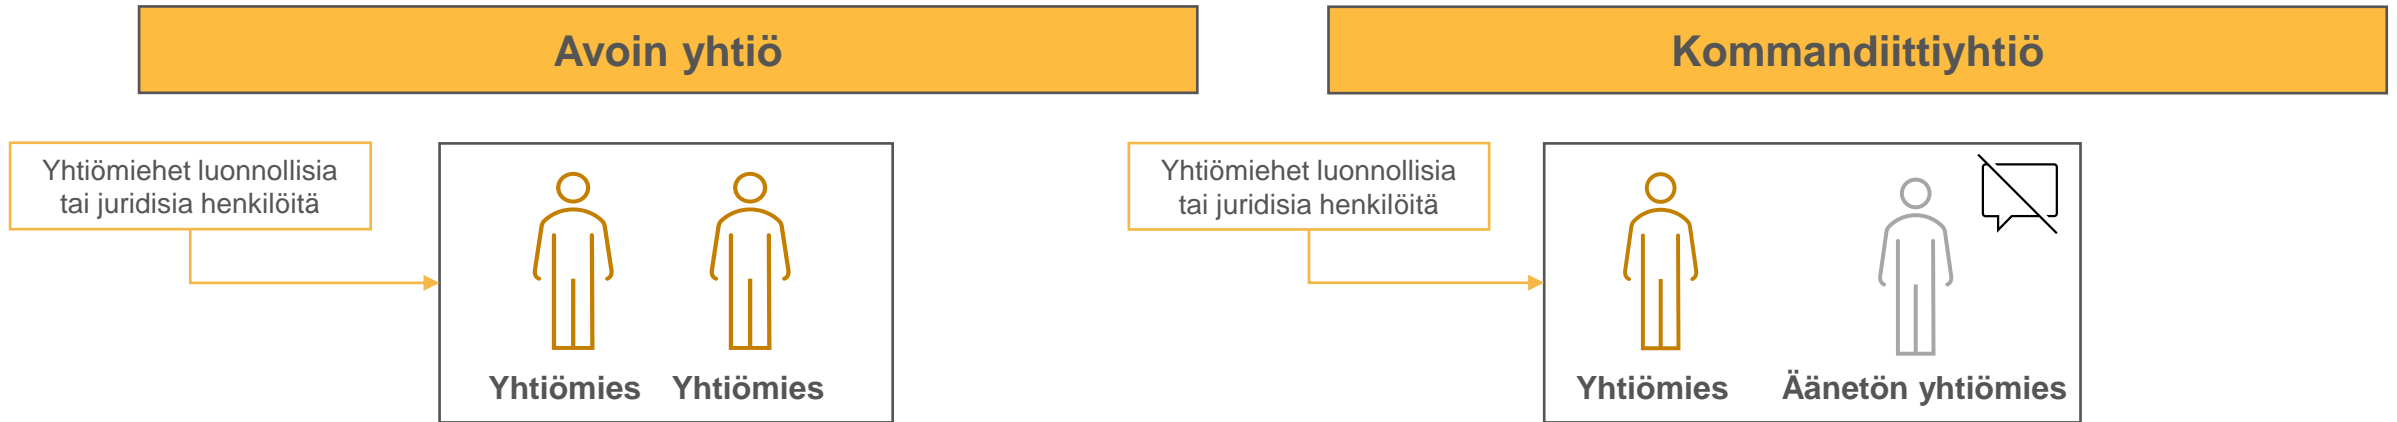 Avoin yhtiö
Kommandiittiyhtiö
Yhtiömiehet luonnollisia
tai juridisia henkilöitä
Yhtiömies
Yhtiömies
Yhtiömiehet luonnollisia
tai juridisia henkilöitä
Yhtiömies
Äänetön yhtiömies